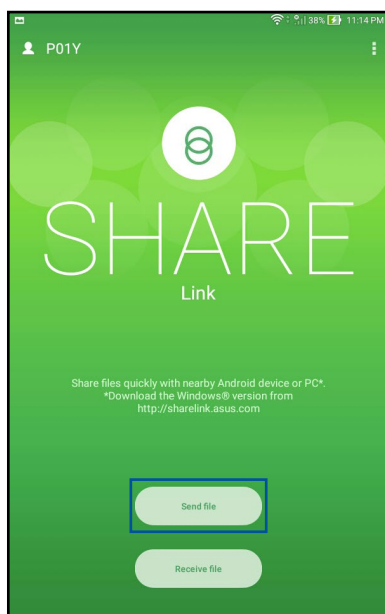 38% 11:14 PM
P01Y
SHARE
Link
Share files quickly with nearby Android device or PC*.
*Download the Windows® version from
http://sharelink.asus.com
Send file
Receive file